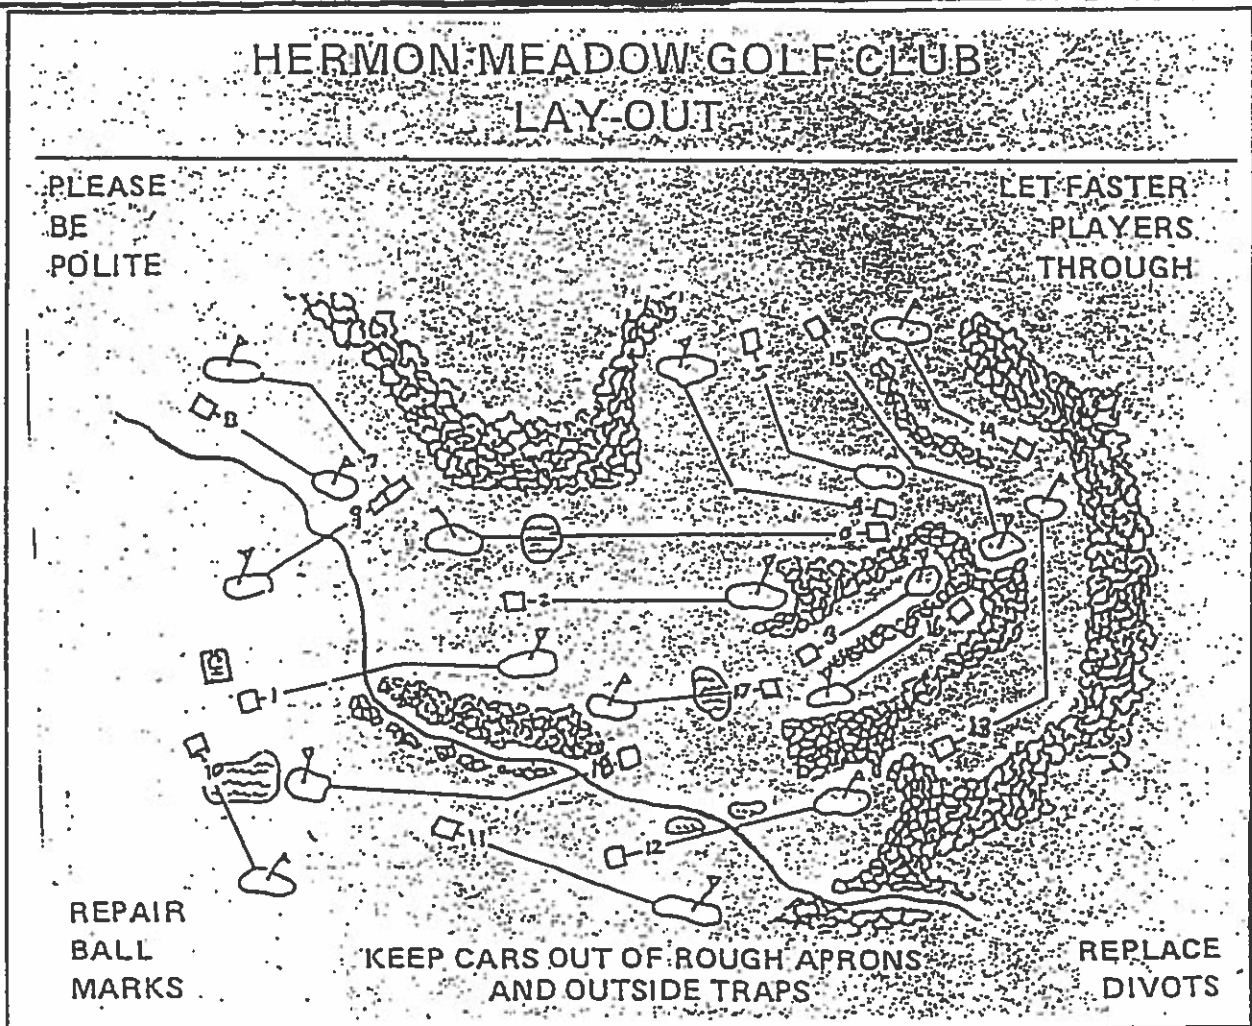 HERMON MEADOW GOLF CLUB
LAY-OUT
PLEASE
BE
POLITE
LET FASTER
PLAYERS
THROUGH
15
5
8
14
7
4
9
6
2
3
16
1
17
13
18
10
11
12
REPAIR
BALL
MARKS
KEEP CARS OUT OF ROUGH APRONS
AND OUTSIDE TRAPS
REPLACE
DIVOTS